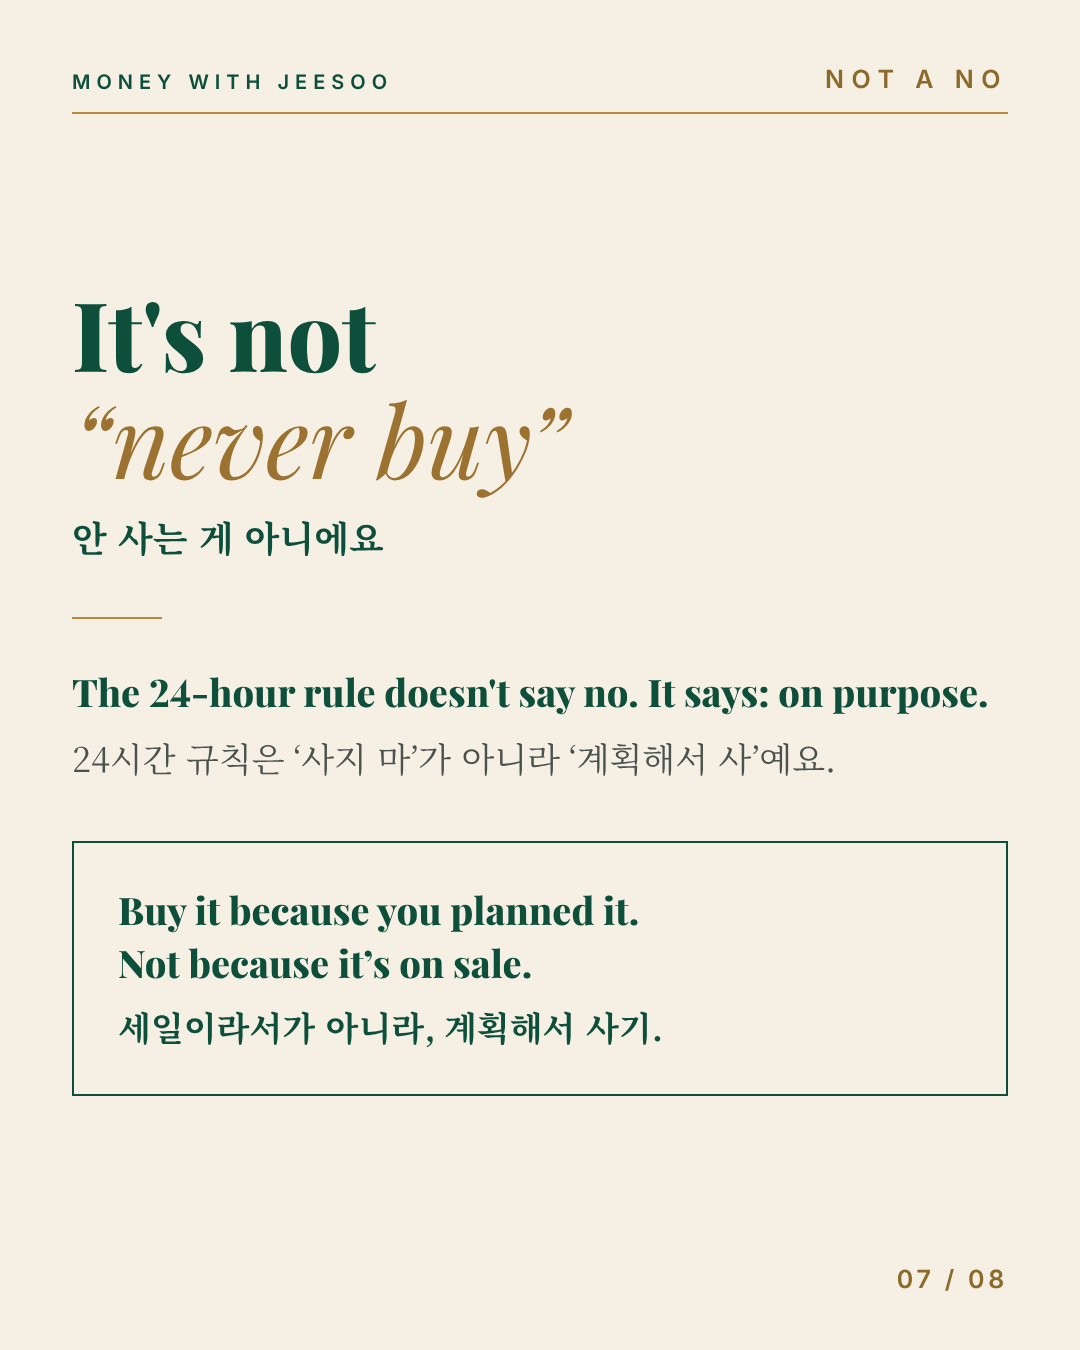 MONEY WITH JEESOO
NOT A NO
It's not
“never buy”
안 사는 게 아니에요
The 24-hour rule doesn't say no. It says: on purpose.
24시간 규칙은 ‘사지 마’가 아니라 ‘계획해서 사’예요.
Buy it because you planned it.
Not because it’s on sale.
세일이라서가 아니라, 계획해서 사기.
07 / 08